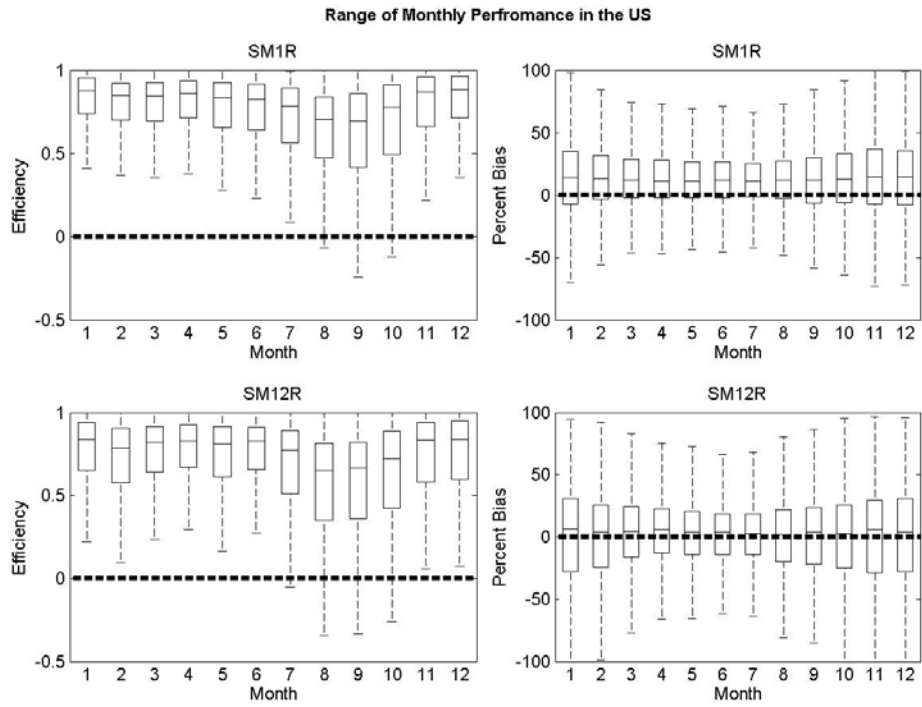 Range of Monthly Perfromance in the US
SM1R
1
0.5
0
-0.5
Efficiency
1 2 3 4 5 6 7 8 9 10 11 12
Month
SM1R
100
50
0
-50
-100
Percent Bias
1 2 3 4 5 6 7 8 9 10 11 12
Month
SM12R
1
0.5
0
-0.5
Efficiency
1 2 3 4 5 6 7 8 9 10 11 12
Month
SM12R
100
50
0
-50
-100
Percent Bias
1 2 3 4 5 6 7 8 9 10 11 12
Month